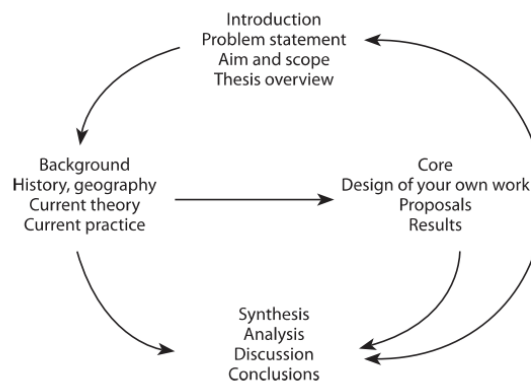 Introduction
Problem statement
Aim and scope
Thesis overview
Background
History, geography
Current theory
Current practice
Core
Design of your own work
Proposals
Results
Synthesis
Analysis
Discussion
Conclusions